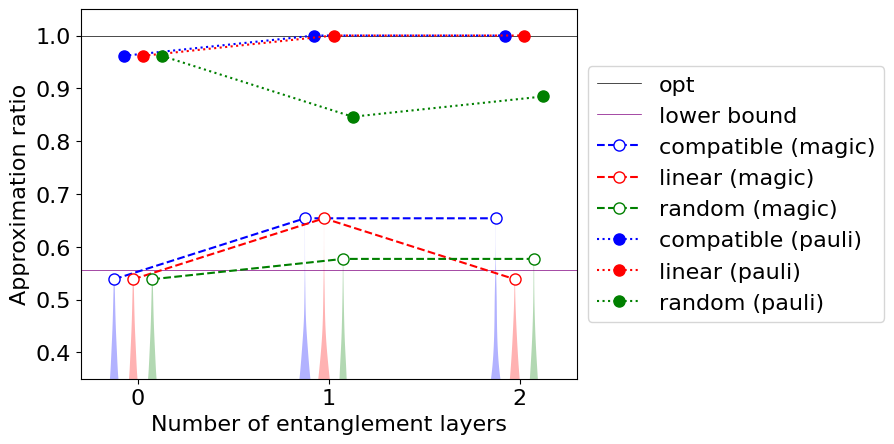 1.0
0.9
0.8
0.7
0.6
0.5
0.4
Approximation ratio
0 1 2
Number of entanglement layers
opt
lower bound
compatible (magic)
linear (magic)
random (magic)
compatible (pauli)
linear (pauli)
random (pauli)